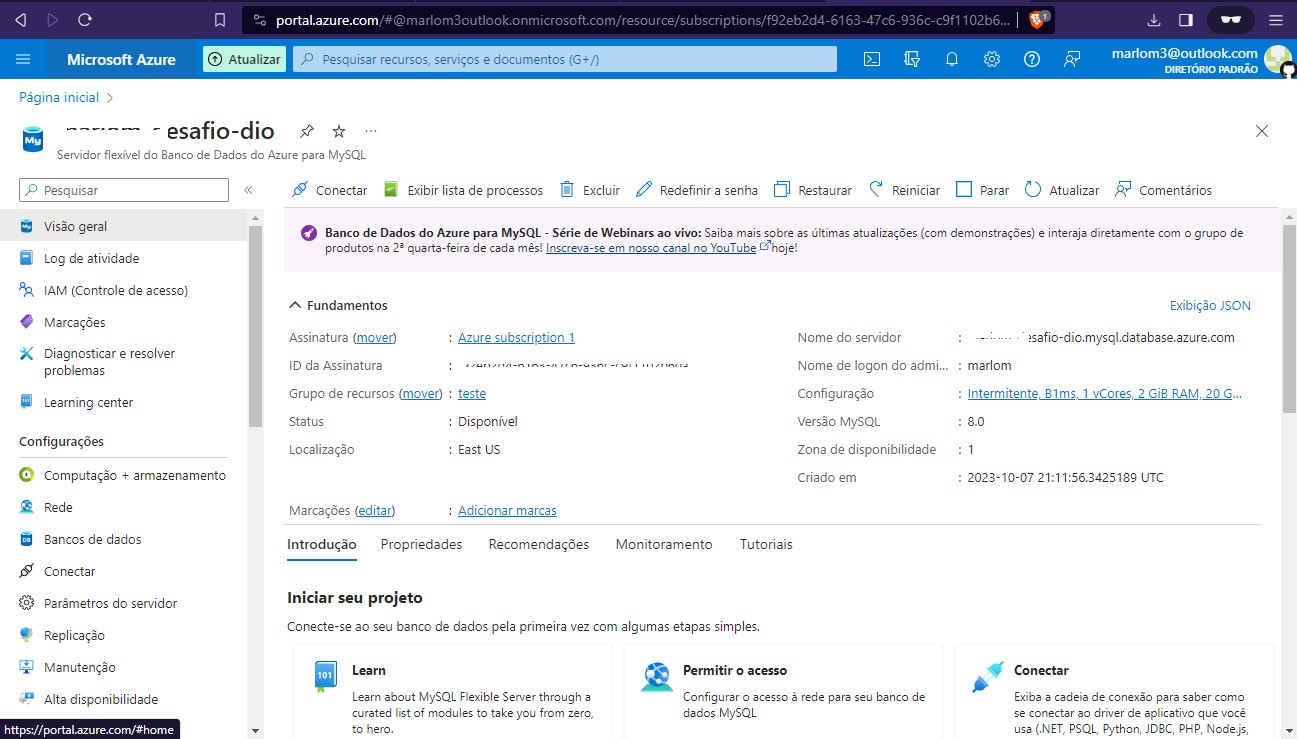 portal.azure.com/#@marlom3outlook.onmicrosoft.com/resource/subscriptions/f92eb2d4-6163-47c6-936c-c9f1102b6...
1
Microsoft Azure
Atualizar
Pesquisar recursos, serviços e documentos (G+/)
marlom3@outlook.com
DIRETÓRIO PADRÃO
Página inicial
esafio-dio
Servidor flexível do Banco de Dados do Azure para MySQL
Pesquisar
Conectar
Exibir lista de processos
Excluir
Redefinir a senha
Restaurar
Reiniciar
Parar
Atualizar
Comentários
Visão geral
Log de atividade
IAM (Controle de acesso)
Marcações
Diagnosticar e resolver
problemas
Learning center
Configurações
Computação + armazenamento
Rede
Bancos de dados
Conectar
Parâmetros do servidor
Replicação
Manutenção
Alta disponibilidade
https://portal.azure.com/#home
Banco de Dados do Azure para MySQL - Série de Webinars ao vivo: Saiba mais sobre as últimas atualizações (com demonstrações) e interaja diretamente com o grupo de
produtos na 2ª quarta-feira de cada mês! Inscreva-se em nosso canal no YouTube hoje!
Fundamentos
Exibição JSON
Assinatura (mover) : Azure subscription 1
ID da Assinatura :
Grupo de recursos (mover) : teste
Status : Disponível
Localização : East US
Nome do servidor : esafio-dio.mysql.database.azure.com
Nome de logon do admi... : marlom
Configuração : Intermitente, B1ms, 1 vCores, 2 GiB RAM, 20 G...
Versão MySQL : 8.0
Zona de disponibilidade : 1
Criado em : 2023-10-07 21:11:56.3425189 UTC
Marcações (editar) : Adicionar marcas
Introdução
Propriedades
Recomendações
Monitoramento
Tutoriais
Iniciar seu projeto
Conecte-se ao seu banco de dados pela primeira vez com algumas etapas simples.
Learn
Learn about MySQL Flexible Server through a
curated list of modules to take you from zero,
to hero.
Permitir o acesso
Configurar o acesso à rede para seu banco de
dados MySQL
Conectar
Exiba a cadeia de conexão para saber como
se conectar ao driver de aplicativo que você
usa (.NET, PSQL, Python, JDBC, PHP, Node.js,